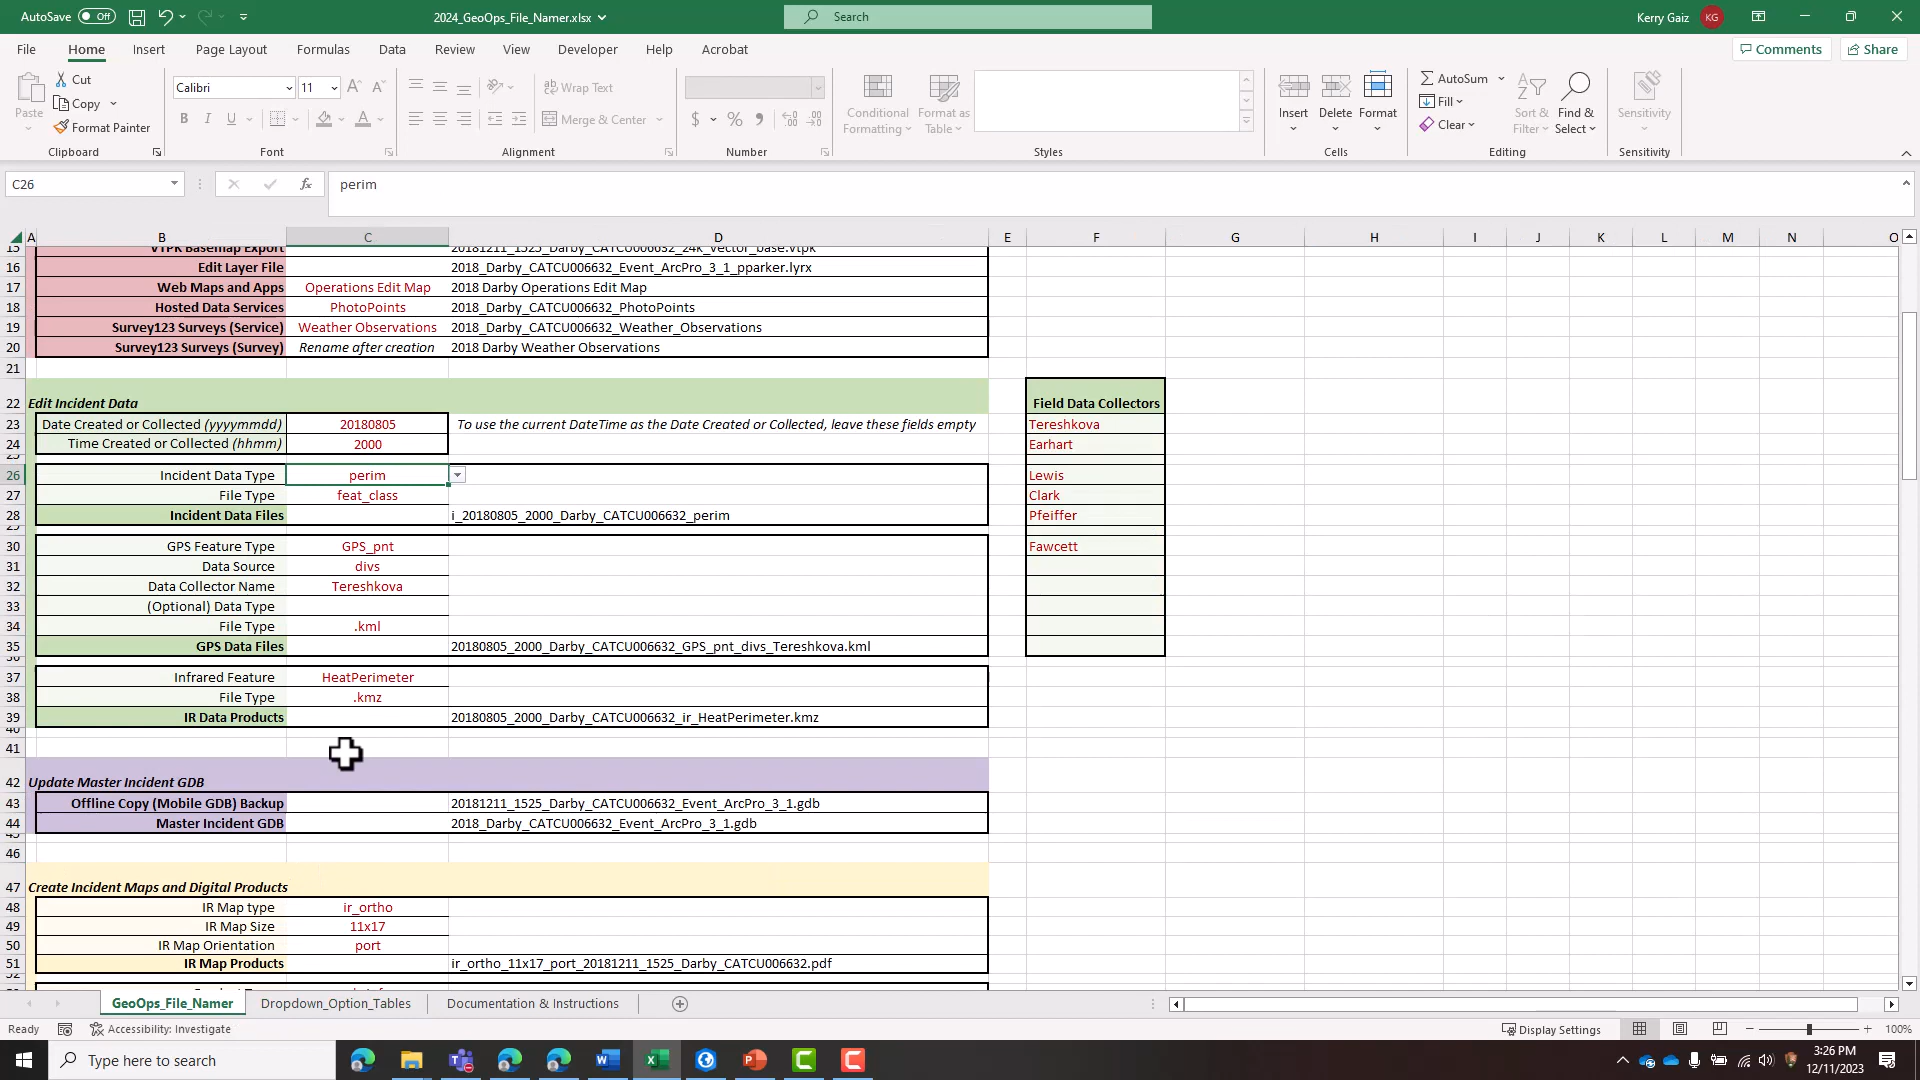 AutoSave Off 2024_GeoOps_File_Namer.xlsx Search Kerry Gaiz KG
File Home Insert Page Layout Formulas Data Review View Developer Help Acrobat Comments Share
Paste Cut Copy Format Painter Clipboard
Calibri 11 A A B I U A Font
ab Wrap Text Merge & Center Alignment
$ % Number
Conditional Formatting Format as Table Styles
Insert Delete Format Cells
AutoSum Fill Clear Sort & Filter Find & Select Editing
Sensitivity Sensitivity
C26 fx perim
A B C D E F G H I J K L M N O
15 VTPK Basemap Export 20181211_1525_Darby_CATCU006632_24k_vector_base.vtpk
16 Edit Layer File 2018_Darby_CATCU006632_Event_ArcPro_3_1_pparker.lyrx
17 Web Maps and Apps Operations Edit Map 2018 Darby Operations Edit Map
18 Hosted Data Services PhotoPoints 2018_Darby_CATCU006632_PhotoPoints
19 Survey123 Surveys (Service) Weather Observations 2018_Darby_CATCU006632_Weather_Observations
20 Survey123 Surveys (Survey) Rename after creation 2018 Darby Weather Observations
21
22 Edit Incident Data Field Data Collectors
23 Date Created or Collected (yyyymmdd) 20180805 To use the current DateTime as the Date Created or Collected, leave these fields empty Tereshkova
24 Time Created or Collected (hhmm) 2000 Earhart
25
26 Incident Data Type perim Lewis
27 File Type feat_class Clark
28 Incident Data Files i_20180805_2000_Darby_CATCU006632_perim Pfeiffer
29
30 GPS Feature Type GPS_pnt Fawcett
31 Data Source divs
32 Data Collector Name Tereshkova
33 (Optional) Data Type
34 File Type .kml
35 GPS Data Files 20180805_2000_Darby_CATCU006632_GPS_pnt_divs_Tereshkova.kml
36
37 Infrared Feature HeatPerimeter
38 File Type .kmz
39 IR Data Products 20180805_2000_Darby_CATCU006632_ir_HeatPerimeter.kmz
40
41
42 Update Master Incident GDB
43 Offline Copy (Mobile GDB) Backup 20181211_1525_Darby_CATCU006632_Event_ArcPro_3_1.gdb
44 Master Incident GDB 2018_Darby_CATCU006632_Event_ArcPro_3_1.gdb
45
46
47 Create Incident Maps and Digital Products
48 IR Map type ir_ortho
49 IR Map Size 11x17
50 IR Map Orientation port
51 IR Map Products ir_ortho_11x17_port_20181211_1525_Darby_CATCU006632.pdf
52
GeoOps_File_Namer Dropdown_Option_Tables Documentation & Instructions
Ready Accessibility: Investigate Display Settings 100%
Type here to search 3:26 PM
12/11/2023